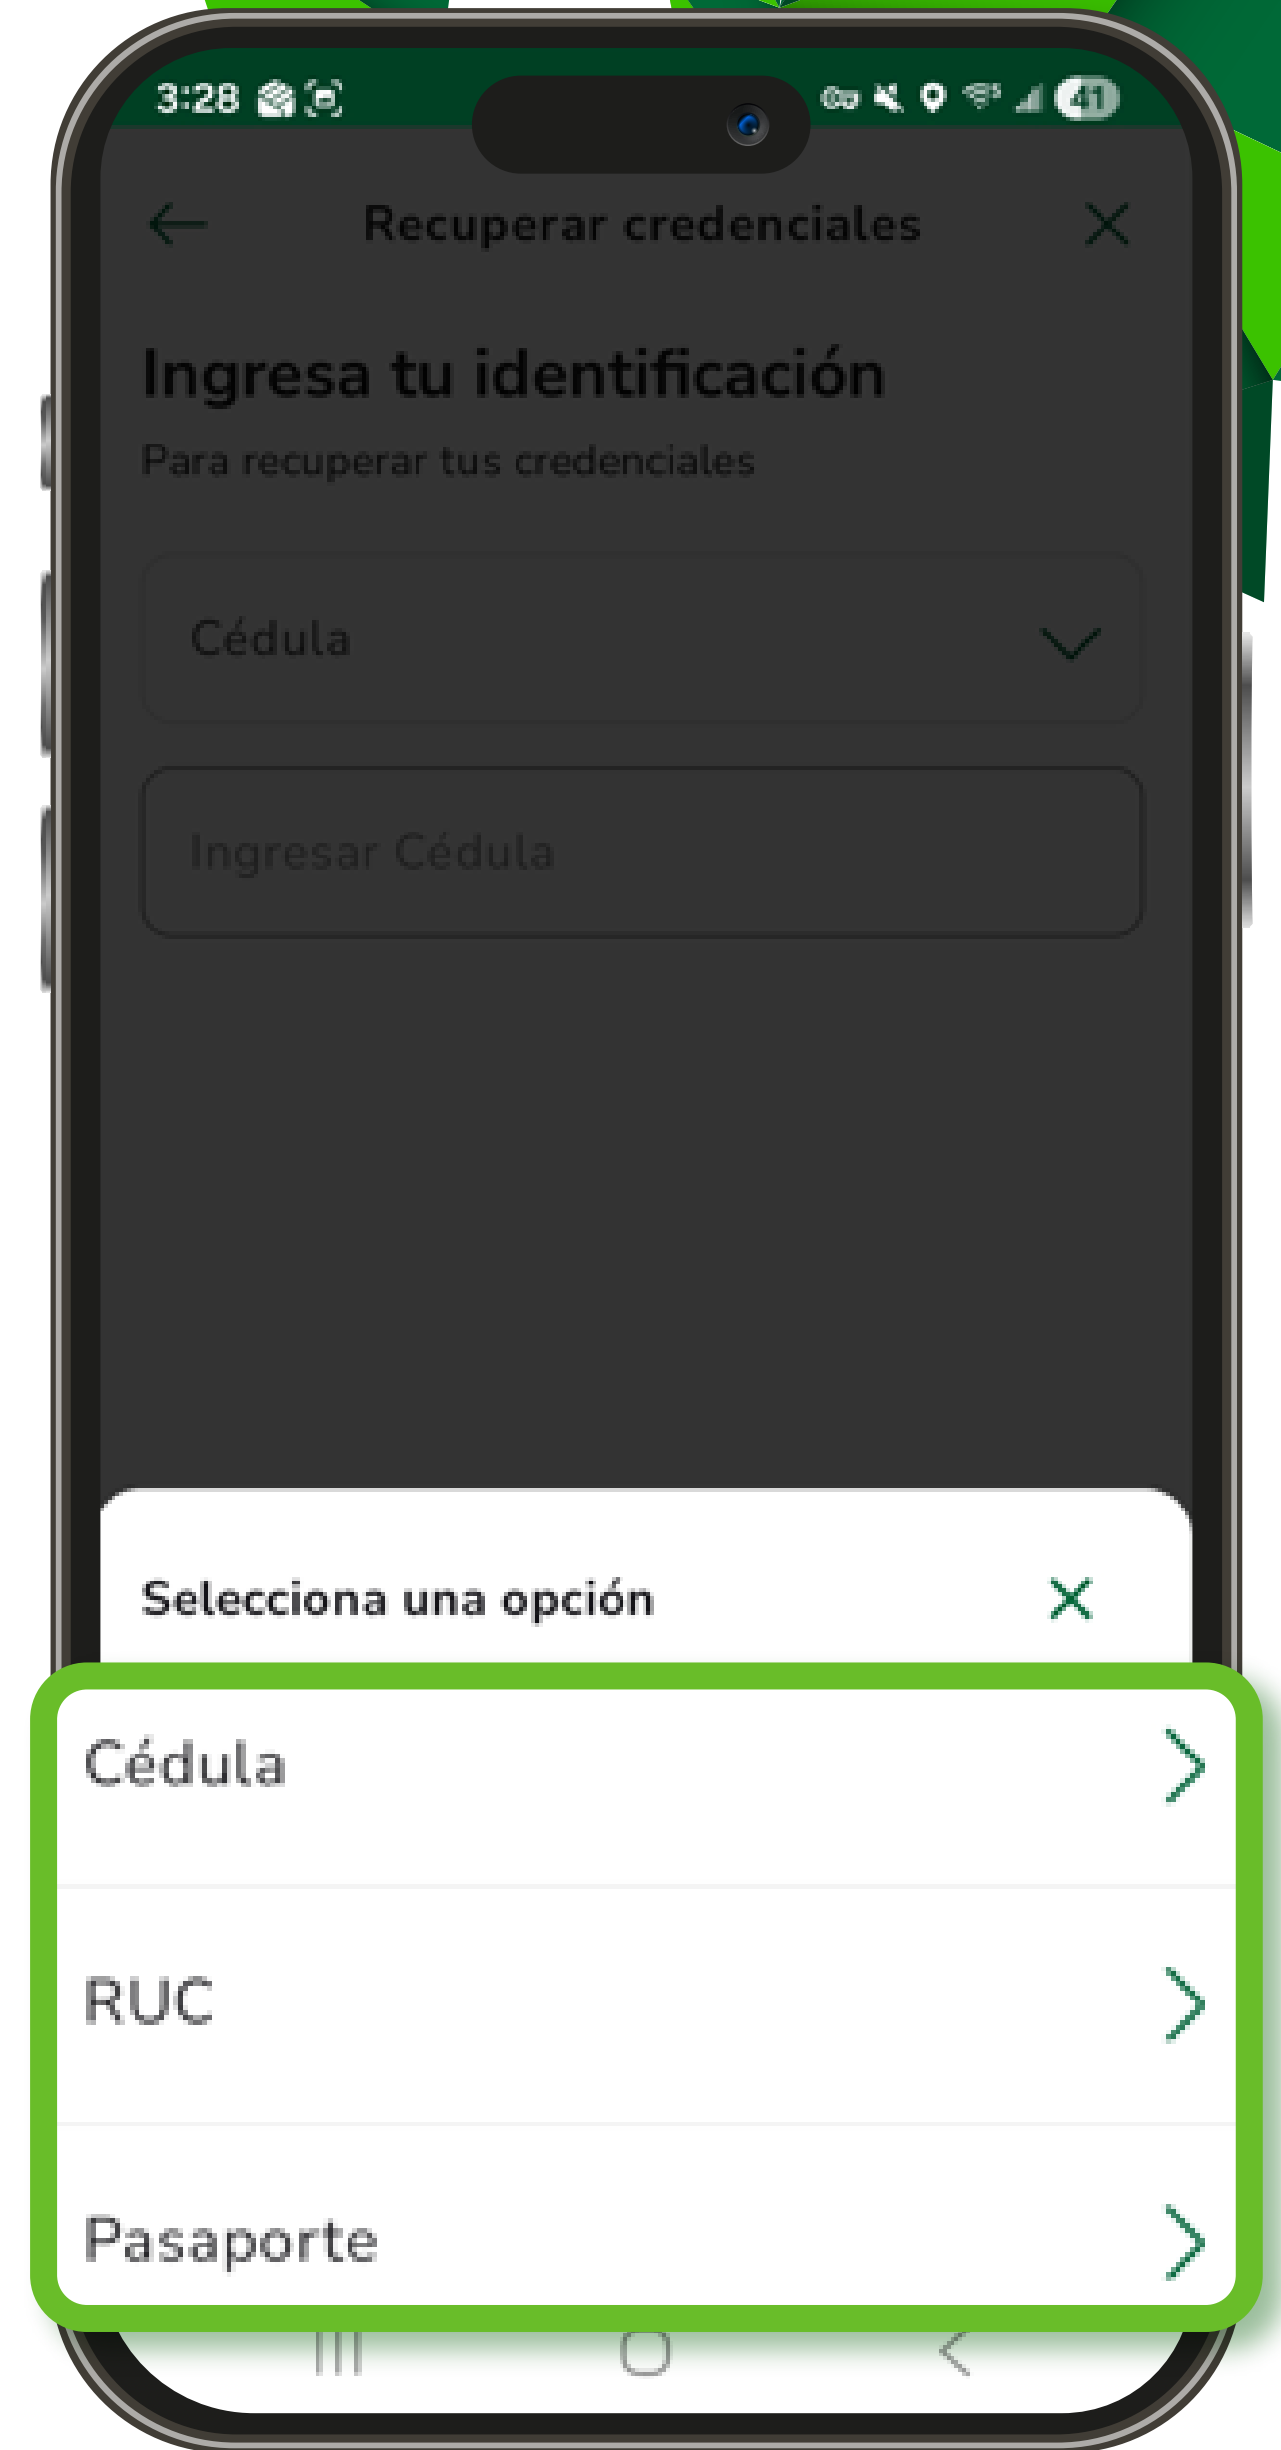 3:28
41
Recuperar credenciales
Ingresa tu identificación
Para recuperar tus credenciales
Cédula
Ingresar Cédula
Selecciona una opción
Cédula
RUC
Pasaporte